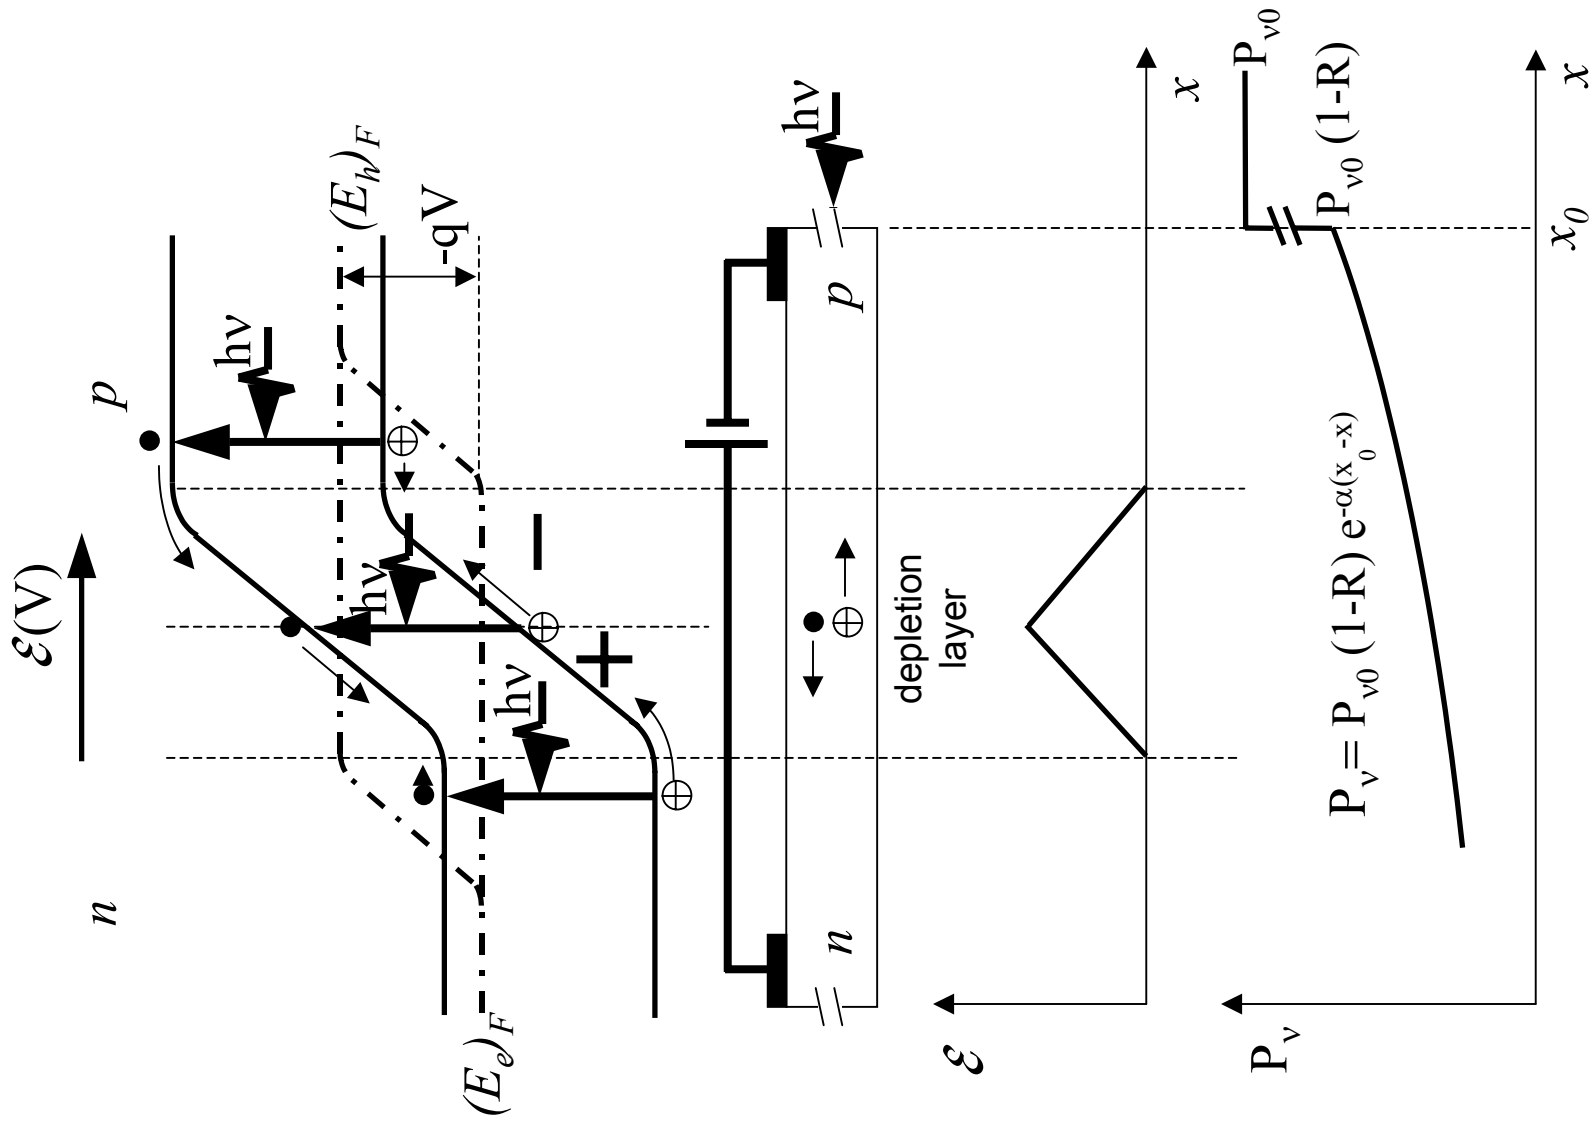 ℰ(V)
n
p
hν
hν
hν
(E_h)_F
-qV
−
+
(E_e)_F
hν
n
p
depletion
layer
ℰ
x
P_ν0
P_ν0 (1-R)
P_ν= P_ν0 (1-R) e^-α(x_0-x)
P_ν
x_0
x